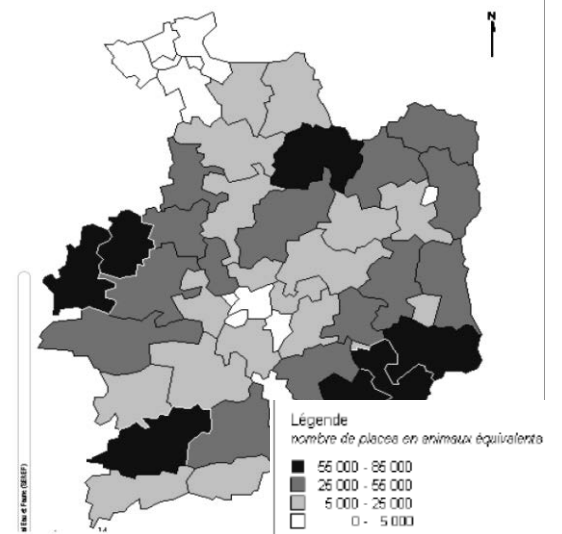 N
Légende
nombre de places en animaux équivalents
55 000 - 85 000
25 000 - 55 000
5 000 - 25 000
0 - 5 000